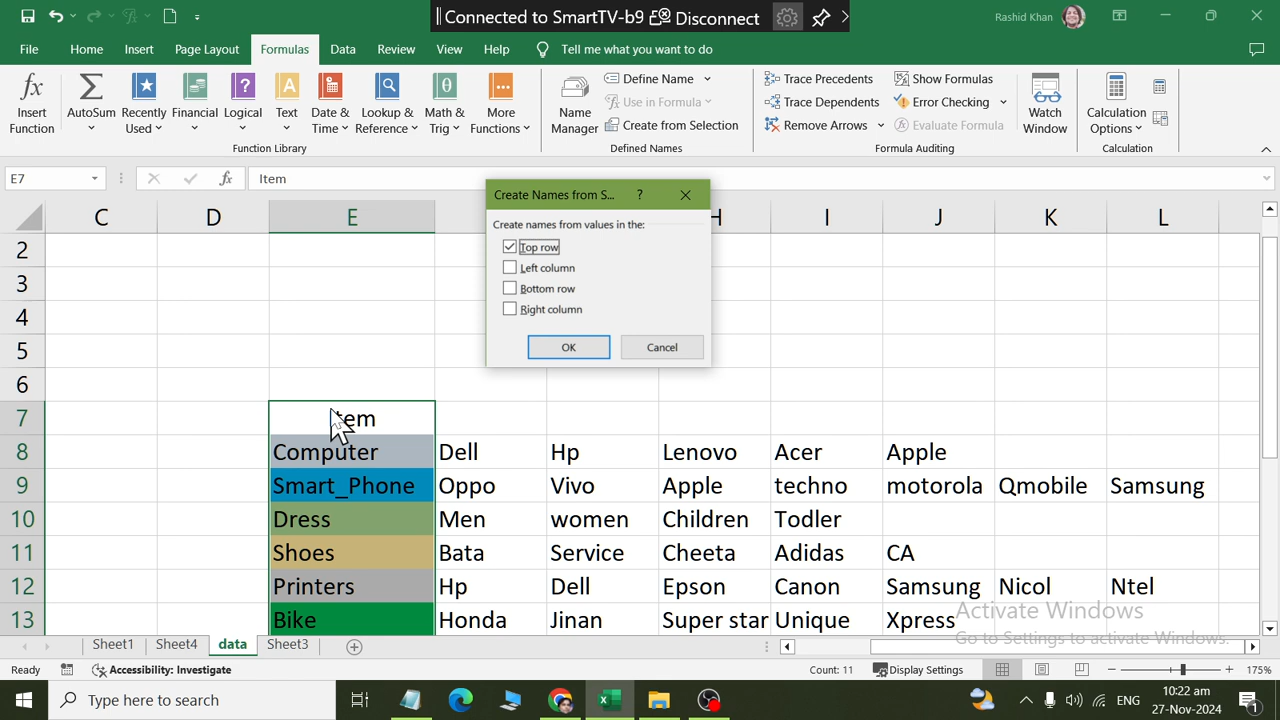 Connected to SmartTV-b9 Disconnect
Rashid Khan
File Home Insert Page Layout Formulas Data Review View Help Tell me what you want to do
Insert Function
AutoSum
Recently Used
Financial
Logical
Text
Date & Time
Lookup & Reference
Math & Trig
More Functions
Function Library
Name Manager
Define Name
Use in Formula
Create from Selection
Defined Names
Trace Precedents
Trace Dependents
Remove Arrows
Show Formulas
Error Checking
Evaluate Formula
Formula Auditing
Watch Window
Calculation Options
Calculation
E7 fx Item
Create Names from S... ?
Create names from values in the:
Top row
Left column
Bottom row
Right column
OK Cancel
C D E H I J K L
2
3
4
5
6
7 Item
8 Computer Dell Hp Lenovo Acer Apple
9 Smart_Phone Oppo Vivo Apple techno motorola Qmobile Samsung
10 Dress Men women Children Todler
11 Shoes Bata Service Cheeta Adidas CA
12 Printers Hp Dell Epson Canon Samsung Nicol Ntel
13 Bike Honda Jinan Super star Unique Xpress
Activate Windows
Go to Settings to activate Windows.
Sheet1 Sheet4 data Sheet3
Ready Accessibility: Investigate Count: 11 Display Settings 175%
Type here to search
ENG
10:22 am
27-Nov-2024
1